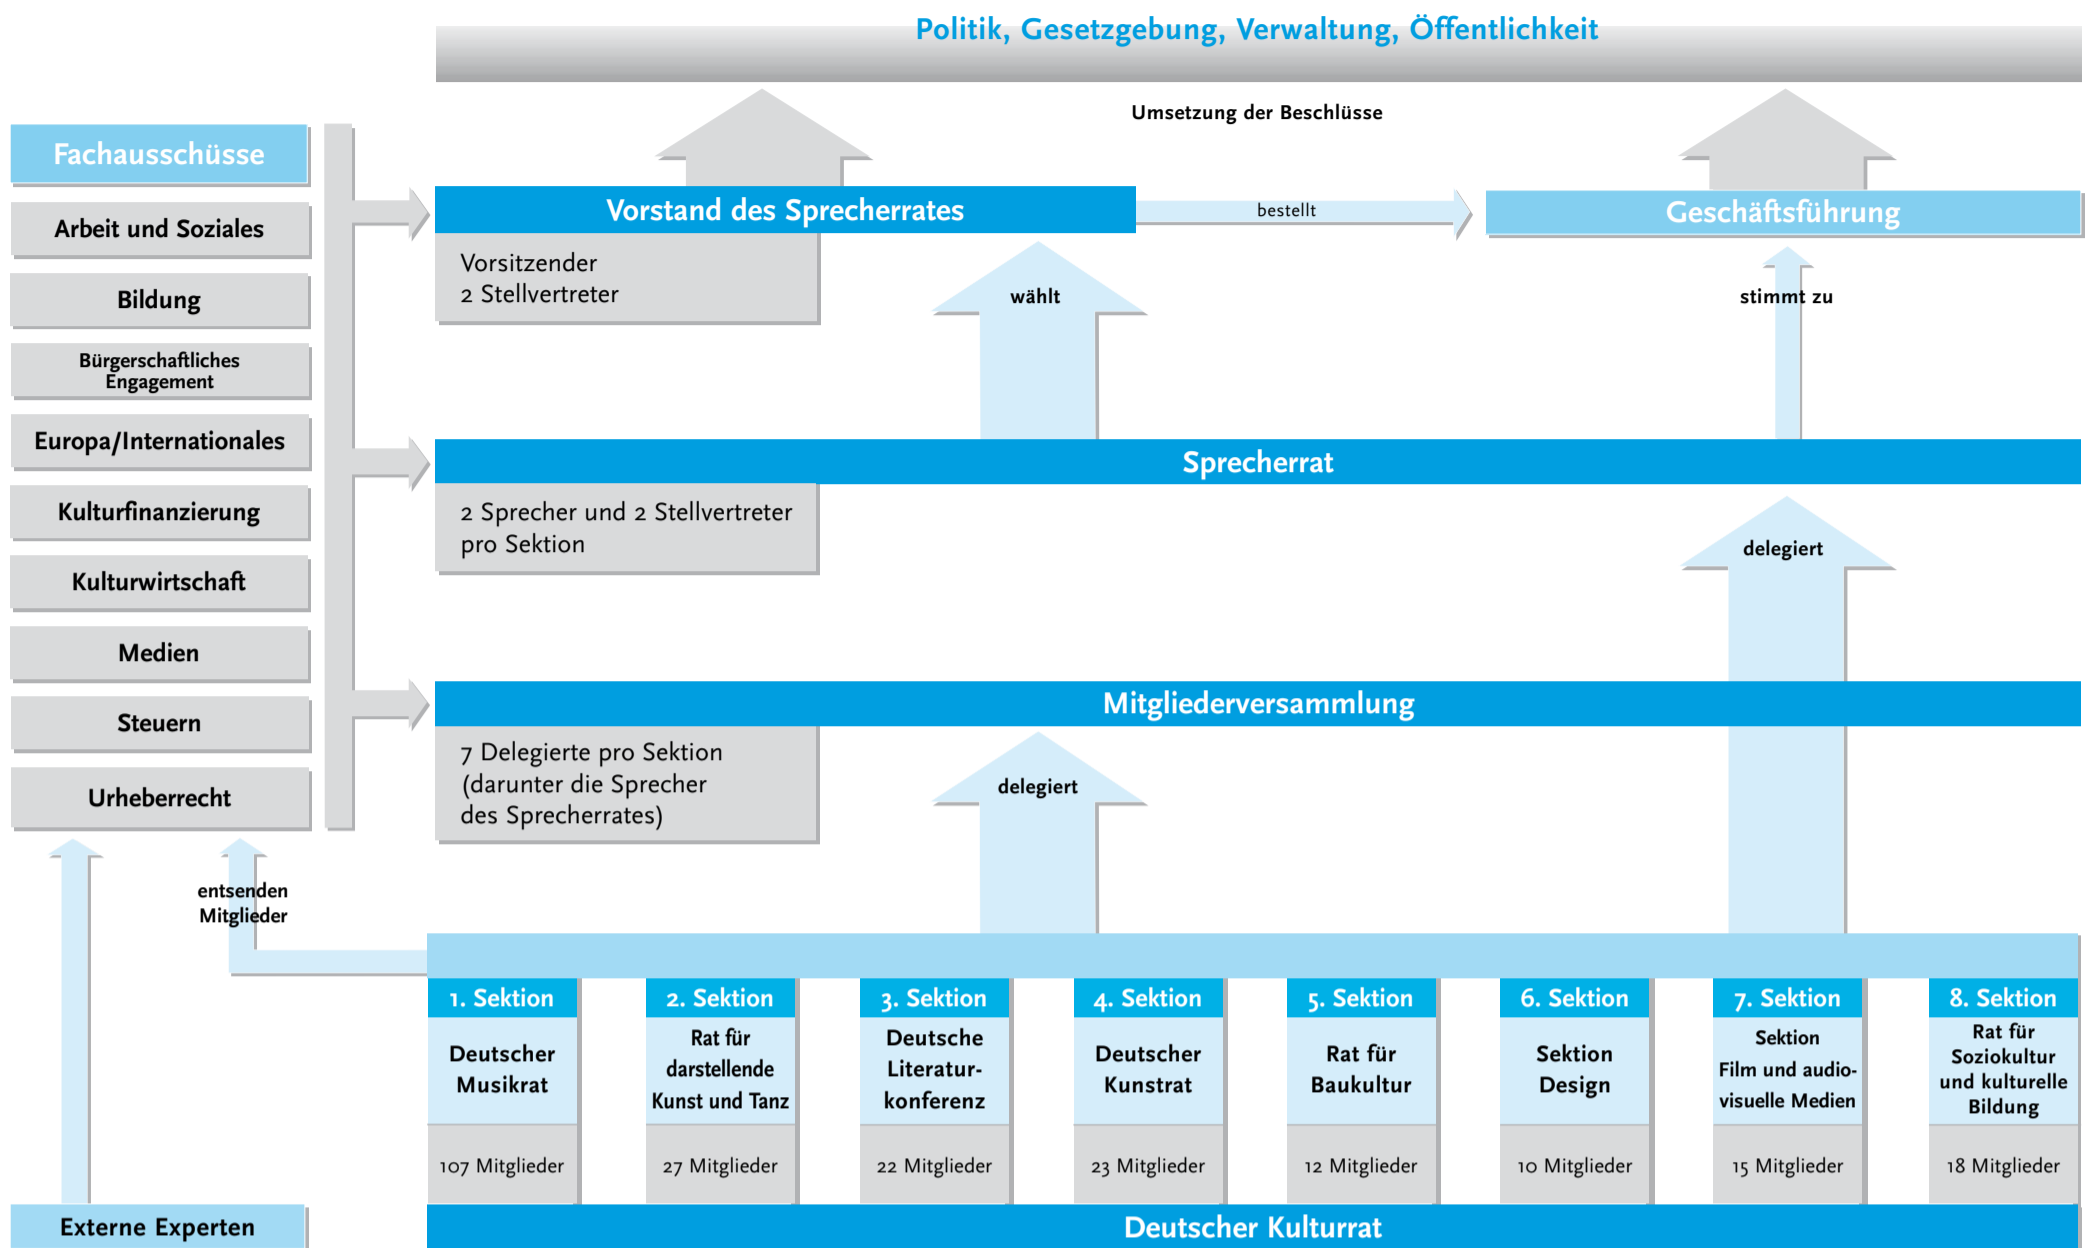 Politik, Gesetzgebung, Verwaltung, Öffentlichkeit
Umsetzung der Beschlüsse
Fachausschüsse
Arbeit und Soziales
Bildung
Bürgerschaftliches
Engagement
Europa/Internationales
Kulturfinanzierung
Kulturwirtschaft
Medien
Steuern
Urheberrecht
entsenden
Mitglieder
Externe Experten
Vorstand des Sprecherrates
bestellt
Geschäftsführung
Vorsitzender
2 Stellvertreter
wählt
stimmt zu
Sprecherrat
2 Sprecher und 2 Stellvertreter
pro Sektion
delegiert
Mitgliederversammlung
7 Delegierte pro Sektion
(darunter die Sprecher
des Sprecherrates)
delegiert
1. Sektion
Deutscher
Musikrat
107 Mitglieder
2. Sektion
Rat für
darstellende
Kunst und Tanz
27 Mitglieder
3. Sektion
Deutsche
Literatur-
konferenz
22 Mitglieder
4. Sektion
Deutscher
Kunstrat
23 Mitglieder
5. Sektion
Rat für
Baukultur
12 Mitglieder
6. Sektion
Sektion
Design
10 Mitglieder
7. Sektion
Sektion
Film und audio-
visuelle Medien
15 Mitglieder
8. Sektion
Rat für
Soziokultur
und kulturelle
Bildung
18 Mitglieder
Deutscher Kulturrat